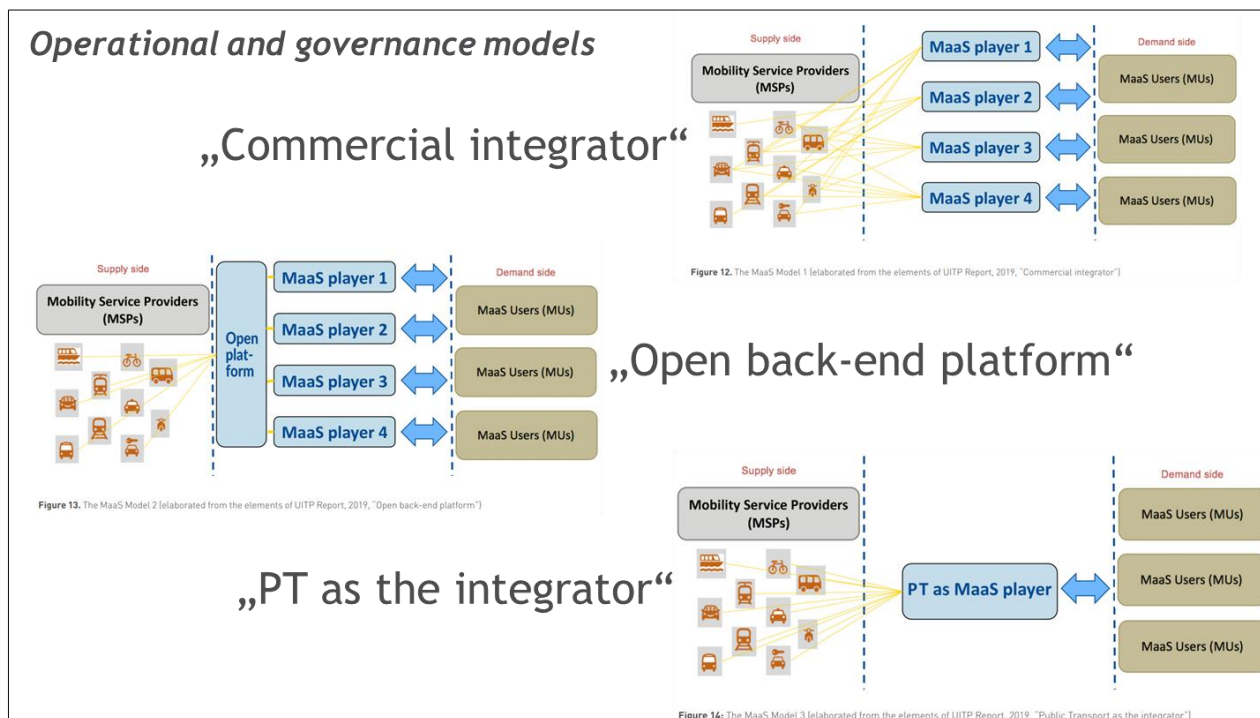 Operational and governance models
„Commercial integrator“
Supply side
Mobility Service Providers
(MSPs)
MaaS player 1
MaaS player 2
MaaS player 3
MaaS player 4
Demand side
MaaS Users (MUs)
MaaS Users (MUs)
MaaS Users (MUs)
Figure 12. The MaaS Model 1 (elaborated from the elements of UITP Report, 2019, “Commercial integrator”)
Supply side
Mobility Service Providers
(MSPs)
Open
plat-
form
MaaS player 1
MaaS player 2
MaaS player 3
MaaS player 4
Demand side
MaaS Users (MUs)
MaaS Users (MUs)
MaaS Users (MUs)
Figure 13. The MaaS Model 2 (elaborated from the elements of UITP Report, 2019, “Open back-end platform”)
„Open back-end platform“
„PT as the integrator“
Supply side
Mobility Service Providers
(MSPs)
PT as MaaS player
Demand side
MaaS Users (MUs)
MaaS Users (MUs)
MaaS Users (MUs)
Figure 14: The MaaS Model 3 (elaborated from the elements of UITP Report, 2019, “Public Transport as the integrator”)